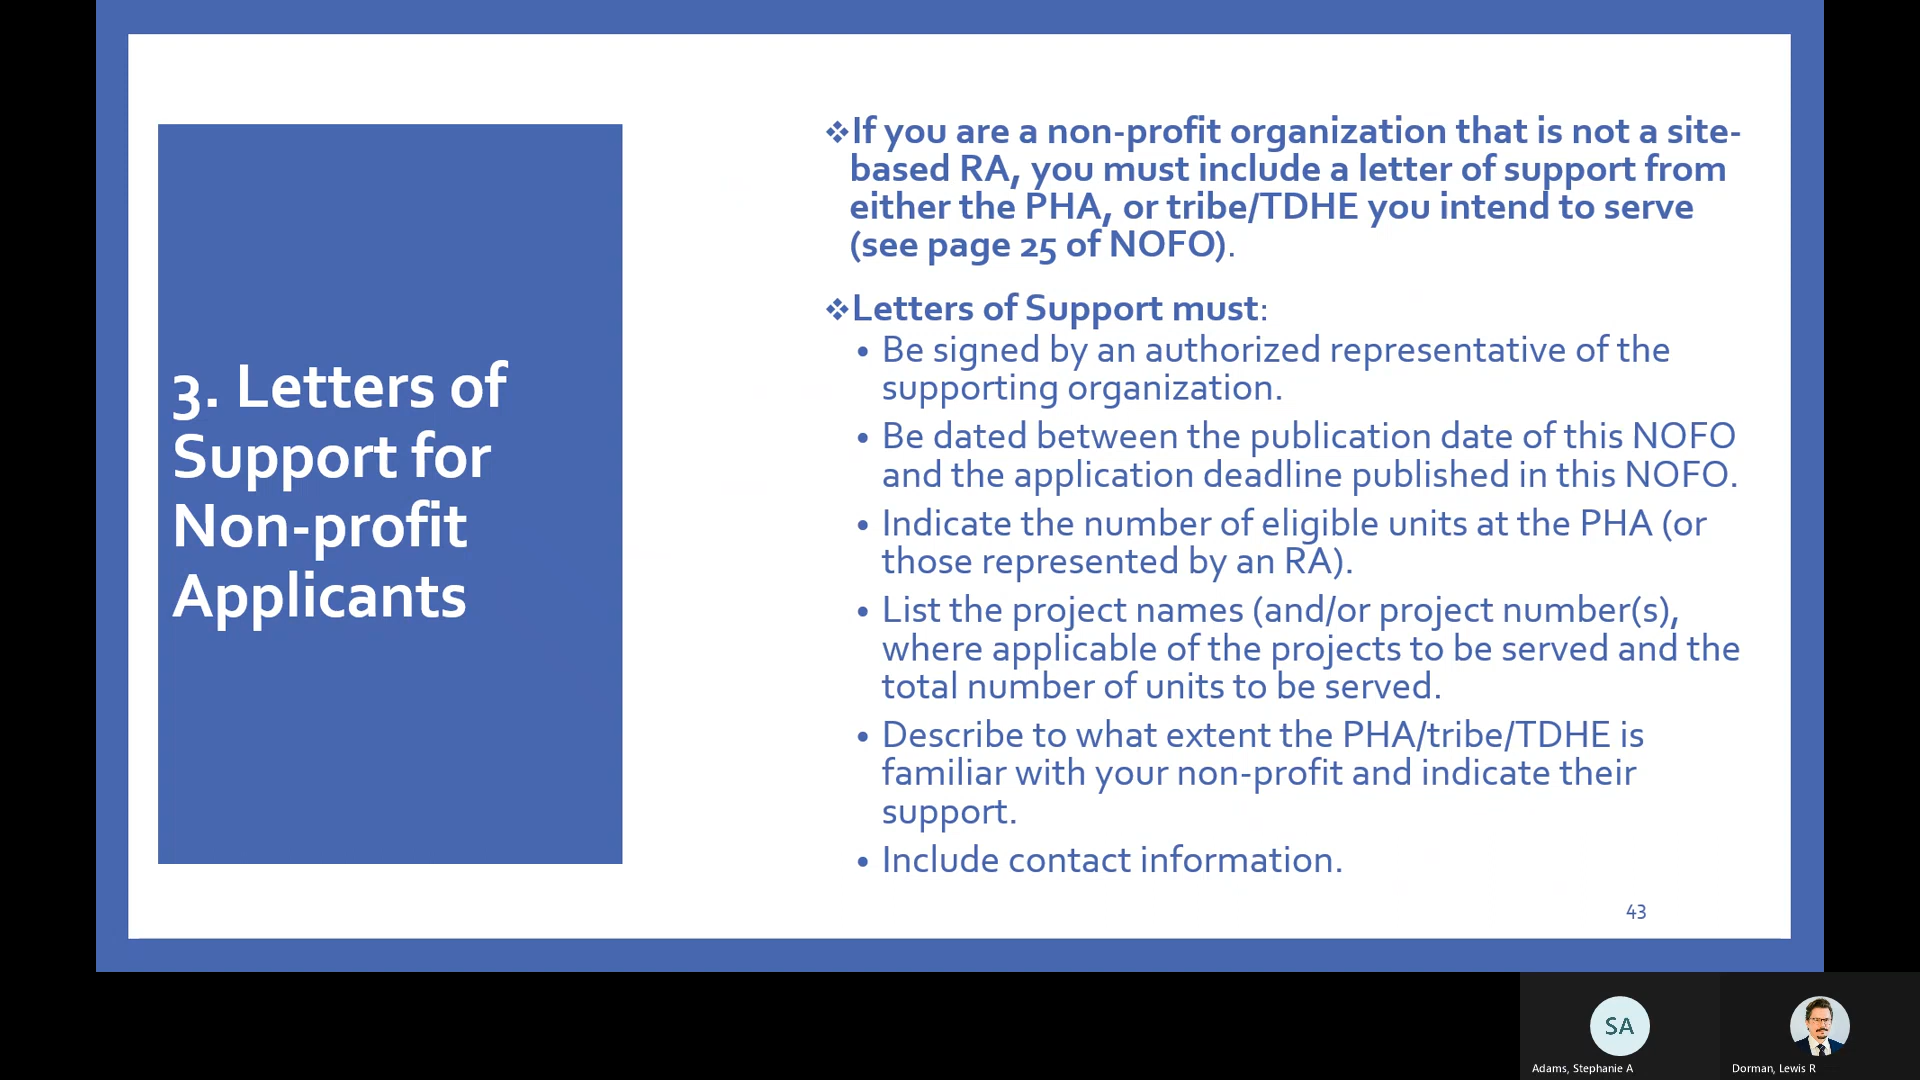 3. Letters of
Support for
Non-profit
Applicants
❖If you are a non-profit organization that is not a site-
based RA, you must include a letter of support from
either the PHA, or tribe/TDHE you intend to serve
(see page 25 of NOFO).
❖Letters of Support must:
• Be signed by an authorized representative of the
supporting organization.
• Be dated between the publication date of this NOFO
and the application deadline published in this NOFO.
• Indicate the number of eligible units at the PHA (or
those represented by an RA).
• List the project names (and/or project number(s),
where applicable of the projects to be served and the
total number of units to be served.
• Describe to what extent the PHA/tribe/TDHE is
familiar with your non-profit and indicate their
support.
• Include contact information.
43
SA
Adams, Stephanie A
Dorman, Lewis R